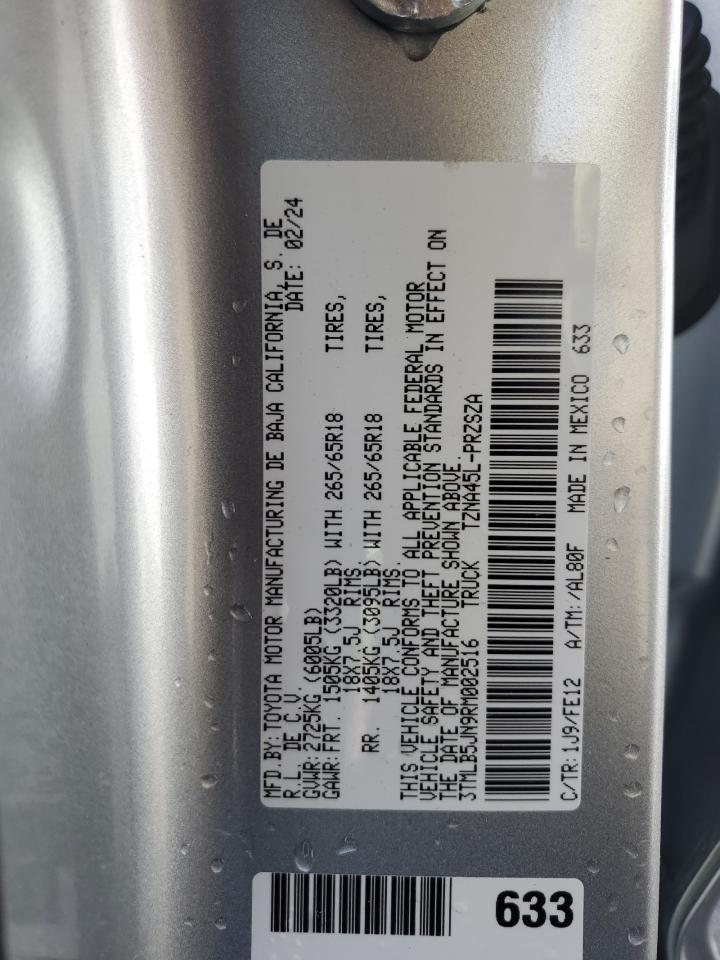 MFD.BY: TOYOTA MOTOR MANUFACTURING DE BAJA CALIFORNIA, S. DE
R.L. DE C.V. DATE: 02/24
GVWR: 2725KG (6005LB)
GAWR: FRT. 1505KG (3320LB) WITH 265/65R18 TIRES,
18X7.5J RIMS.
RR. 1405KG (3095LB) WITH 265/65R18 TIRES,
18X7.5J RIMS.
THIS VEHICLE CONFORMS TO ALL APPLICABLE FEDERAL MOTOR
VEHICLE SAFETY AND THEFT PREVENTION STANDARDS IN EFFECT ON
THE DATE OF MANUFACTURE SHOWN ABOVE.
3TMLB5JN9RM002516 TRUCK TZNA45L-PRZSZA
C/TR: 1J9/FE12 A/TM: /AL80F MADE IN MEXICO 633
633